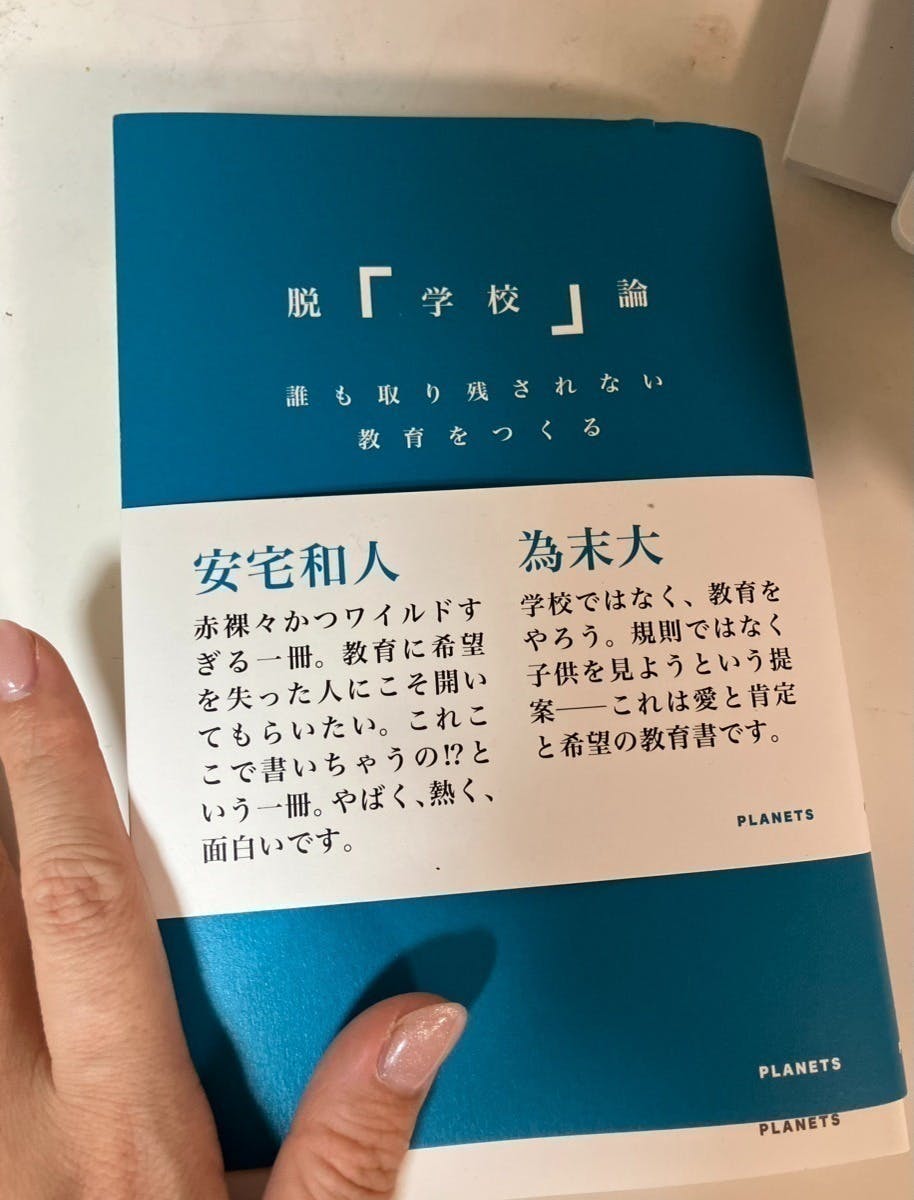 脱「学校」論
誰も取り残されない
教育をつくる
安宅和人
赤裸々かつワイルドす
ぎる一冊。教育に希望
を失った人にこそ開い
てもらいたい。これこ
こで書いちゃうの!?と
いう一冊。やばく、熱く、
面白いです。
為末大
学校ではなく、教育を
やろう。規則ではなく
子供を見ようという提
案──これは愛と肯定
と希望の教育書です。
PLANETS
PLANETS
PLANETS